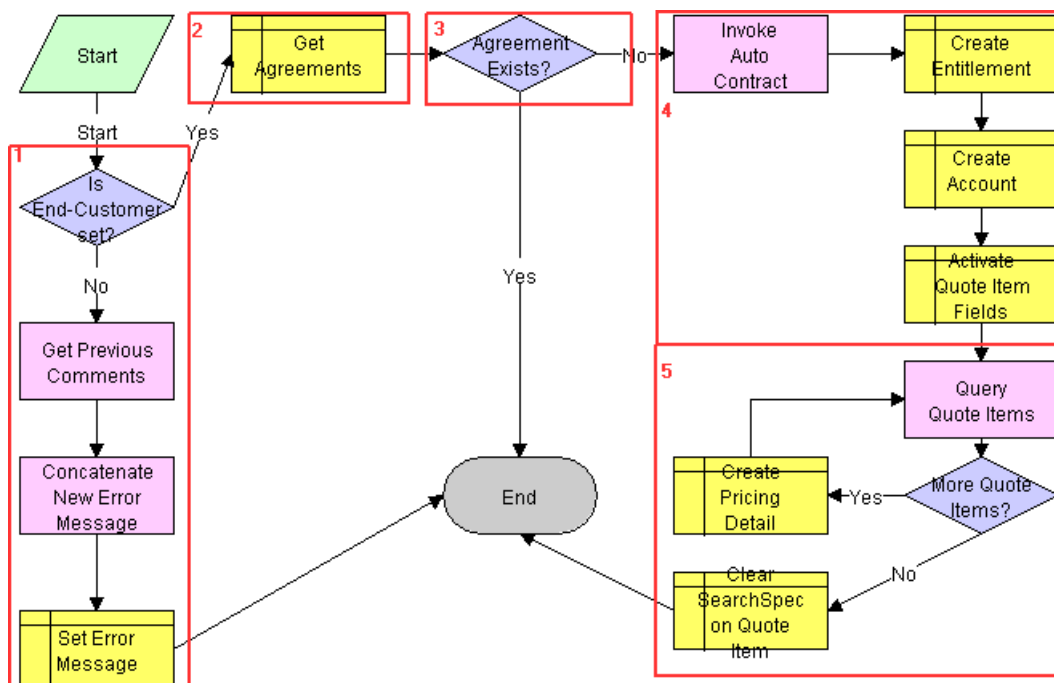 2
3
Start
Get
Agreements
Agreement
Exists?
No
Invoke
Auto
Contract
Create
Entitlement
4
Start
Yes
1
Is
End-Customer
set?
Create
Account
No
Yes
Activate
Quote Item
Fields
Get Previous
Comments
5
Query
Quote Items
Concatenate
New Error
Message
End
Create
Pricing
Detail
Yes
More Quote
Items?
No
Clear
SearchSpec
on Quote
Item
Set Error
Message